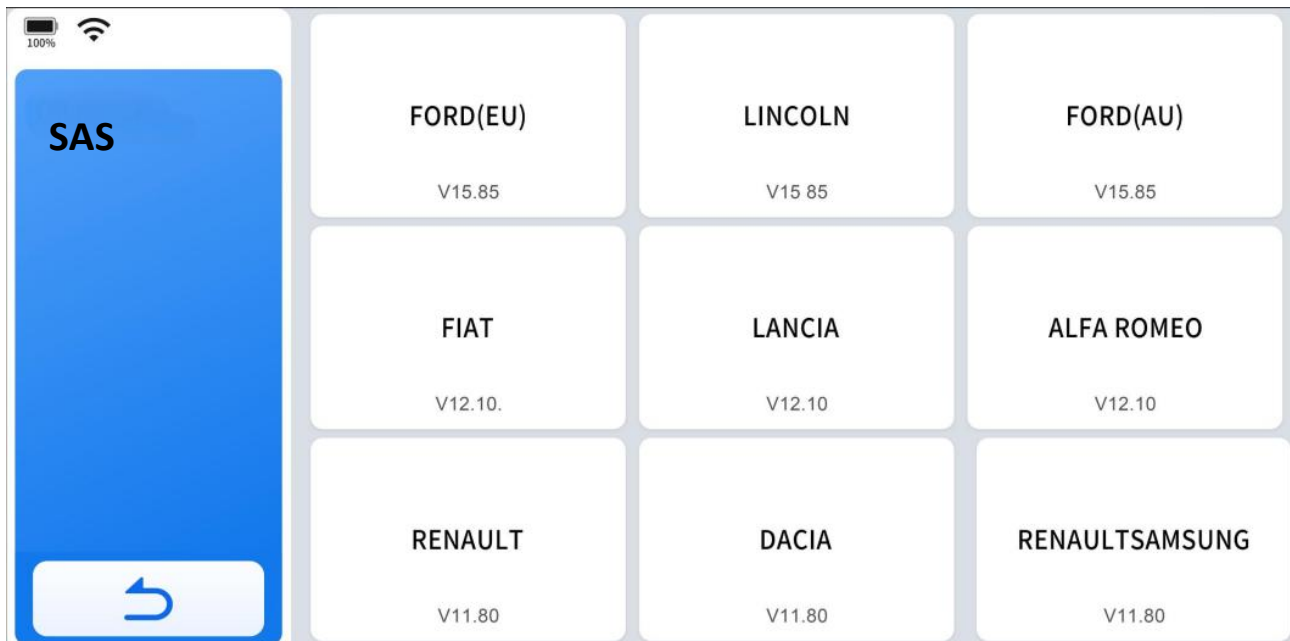 100%
SAS
FORD(EU)
V15.85
LINCOLN
V15 85
FORD(AU)
V15.85
FIAT
V12.10.
LANCIA
V12.10
ALFA ROMEO
V12.10
RENAULT
V11.80
DACIA
V11.80
RENAULTSAMSUNG
V11.80